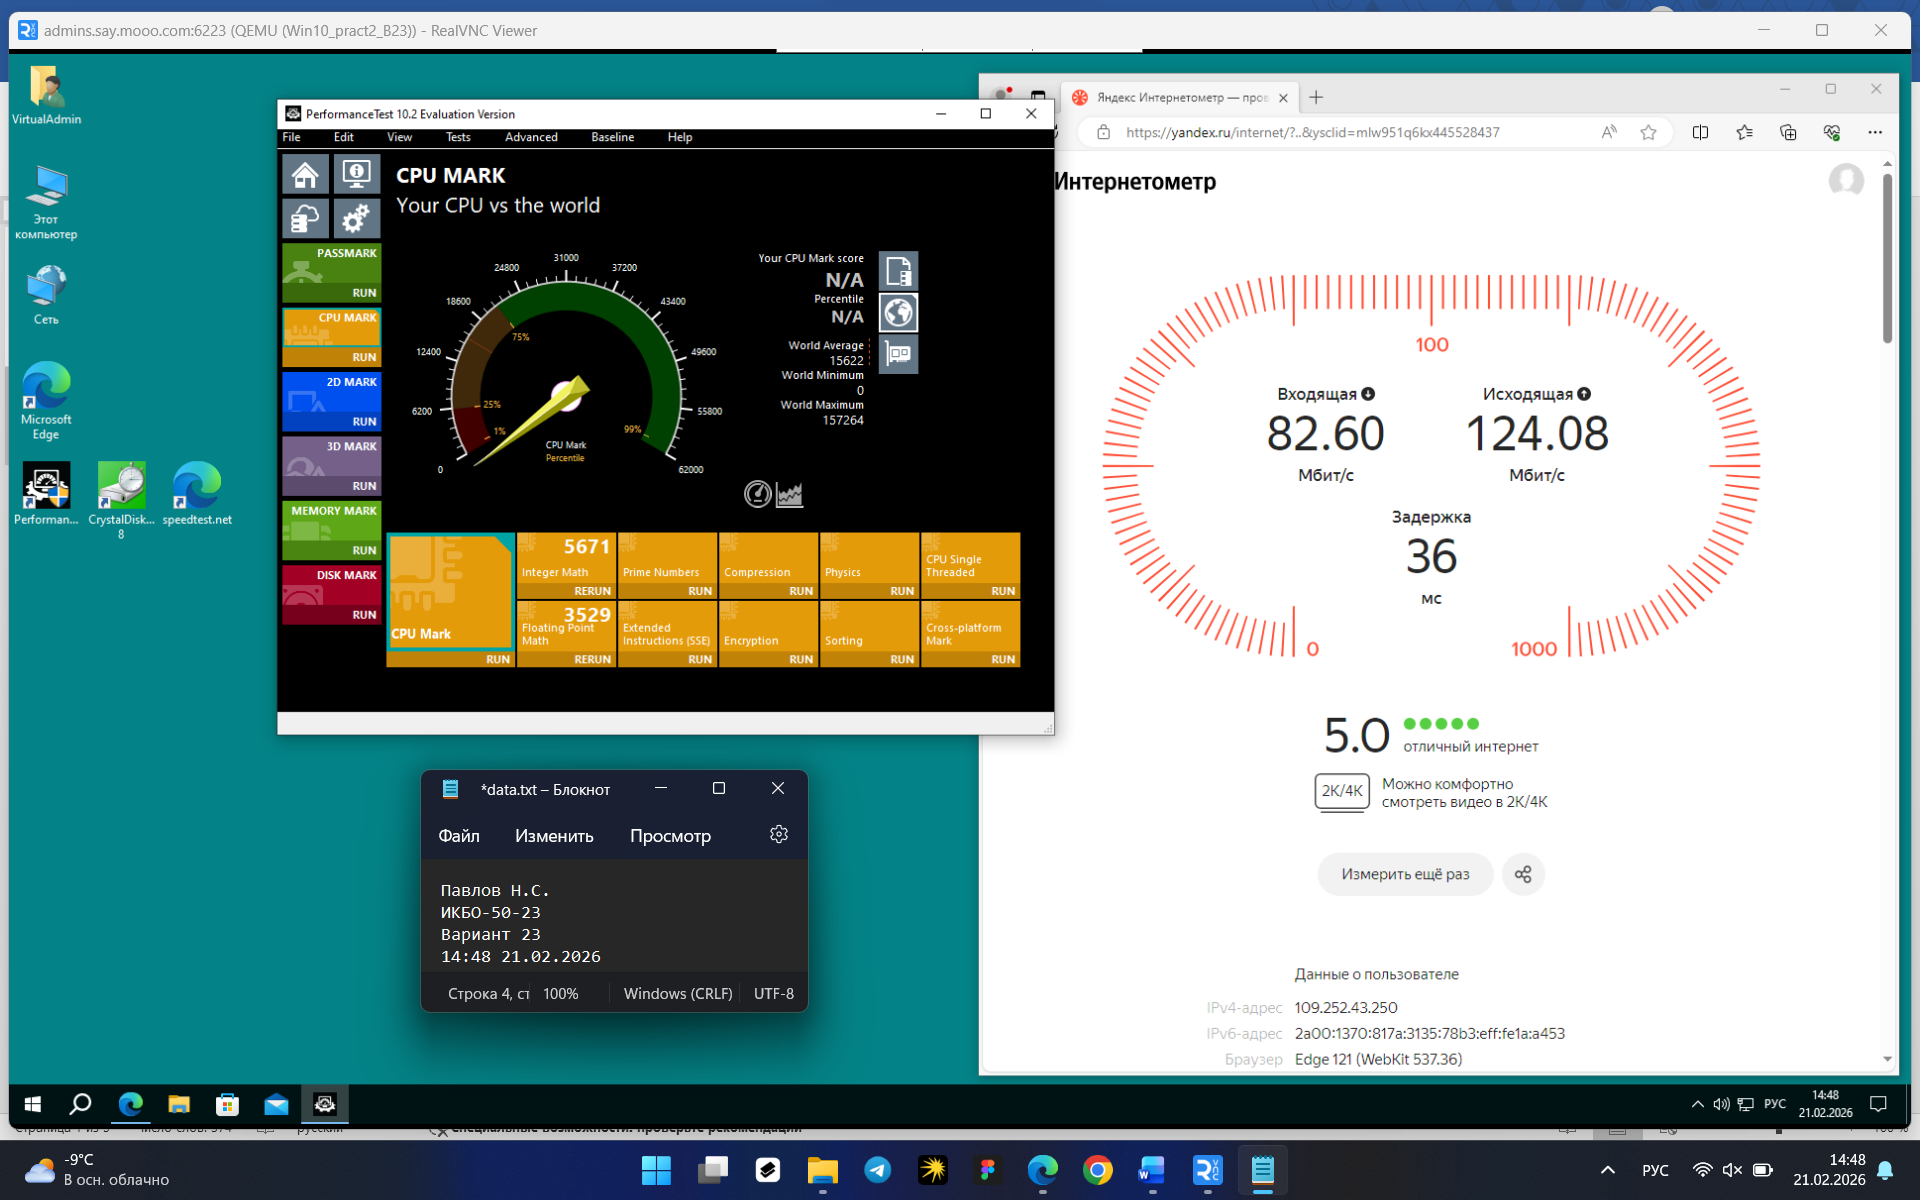 admins.say.mooo.com:6223 (QEMU (Win10_pract2_B23)) - RealVNC Viewer
VirtualAdmin
Этот
компьютер
Сеть
Microsoft
Edge
Performan...
CrystalDisk...
8
speedtest.net
PerformanceTest 10.2 Evaluation Version
File Edit View Tests Advanced Baseline Help
CPU MARK
Your CPU vs the world
PASSMARK
RUN
CPU MARK
RUN
2D MARK
RUN
3D MARK
RUN
MEMORY MARK
RUN
DISK MARK
RUN
0
6200
12400
18600
24800
31000
37200
43400
49600
55800
62000
1%
25%
75%
99%
CPU Mark
Percentile
Your CPU Mark score
N/A
Percentile
N/A
World Average
15622
World Minimum
0
World Maximum
157264
CPU Mark
RUN
5671
Integer Math
RERUN
Prime Numbers
RUN
Compression
RUN
Physics
RUN
CPU Single
Threaded
RUN
3529
Floating Point
Math
RERUN
Extended
Instructions (SSE)
RUN
Encryption
RUN
Sorting
RUN
Cross-platform
Mark
RUN
*data.txt – Блокнот
Файл Изменить Просмотр
Павлов Н.С.
ИКБО-50-23
Вариант 23
14:48 21.02.2026
Строка 4, ст 100% Windows (CRLF) UTF-8
Яндекс Интернетометр — пров
https://yandex.ru/internet/?..&ysclid=mlw951q6kx445528437
Интернетометр
100
Входящая
82.60
Мбит/с
Исходящая
124.08
Мбит/с
Задержка
36
мс
0
1000
5.0
отличный интернет
2K/4K
Можно комфортно
смотреть видео в 2K/4K
Измерить ещё раз
Данные о пользователе
IPv4-адрес 109.252.43.250
IPv6-адрес 2a00:1370:817a:3135:78b3:eff:fe1a:a453
Браузер Edge 121 (WebKit 537.36)
РУС
14:48
21.02.2026
-9°C
В осн. облачно
РУС
14:48
21.02.2026